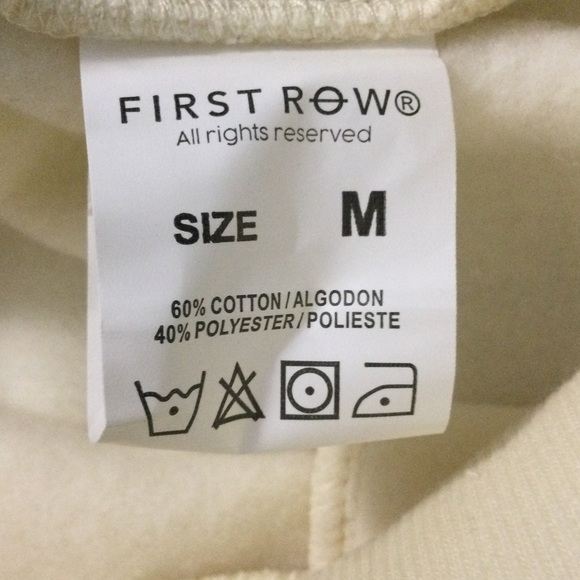 FIRST ROW®
All rights reserved
SIZE M
60% COTTON/ALGODON
40% POLYESTER/POLIESTE